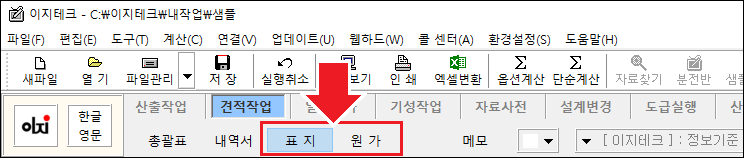 이지테크 - C:₩이지테크₩내작업₩샘플
파일(F) 편집(E) 도구(T) 계산(C) 연결(V) 업데이트(U) 웹하드(W) 콜 센터(A) 환경설정(S) 도움말(H)
새파일 열 기 파일관리 저 장 실행취소 보기 인 쇄 엑셀변환 옵션계산 단순계산 자료찾기 분전반 샘플
산출작업 견적작업 기성작업 자료사전 설계변경 도급실행 산
한글
영문
총괄표 내역서 표 지 원 가 메모 [ 이지테크 ] : 정보기준